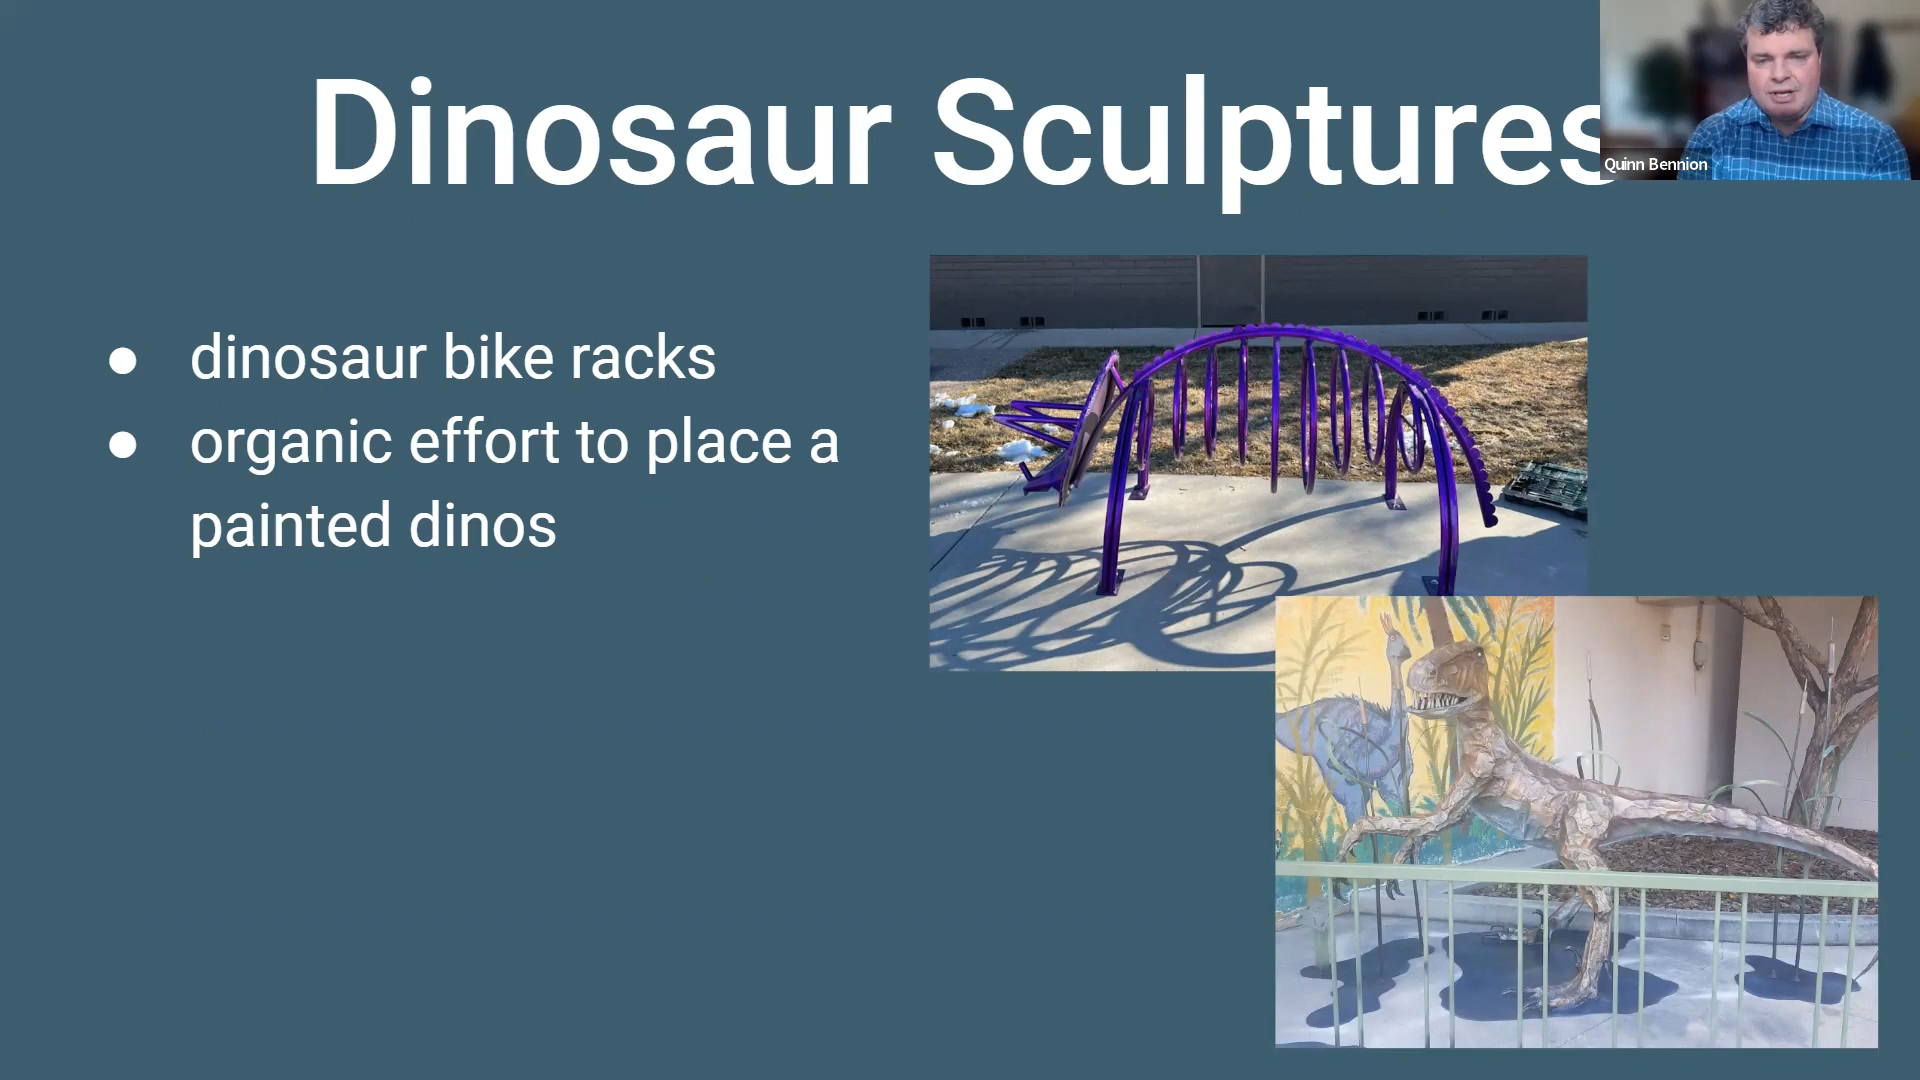 Dinosaur Sculptures
Quinn Bennion
● dinosaur bike racks
● organic effort to place a
painted dinos